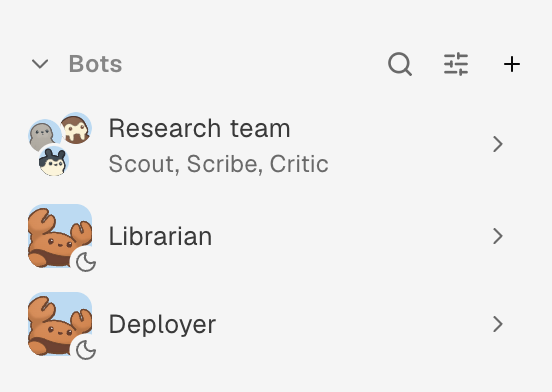 Bots
Research team
Scout, Scribe, Critic
Librarian
Deployer